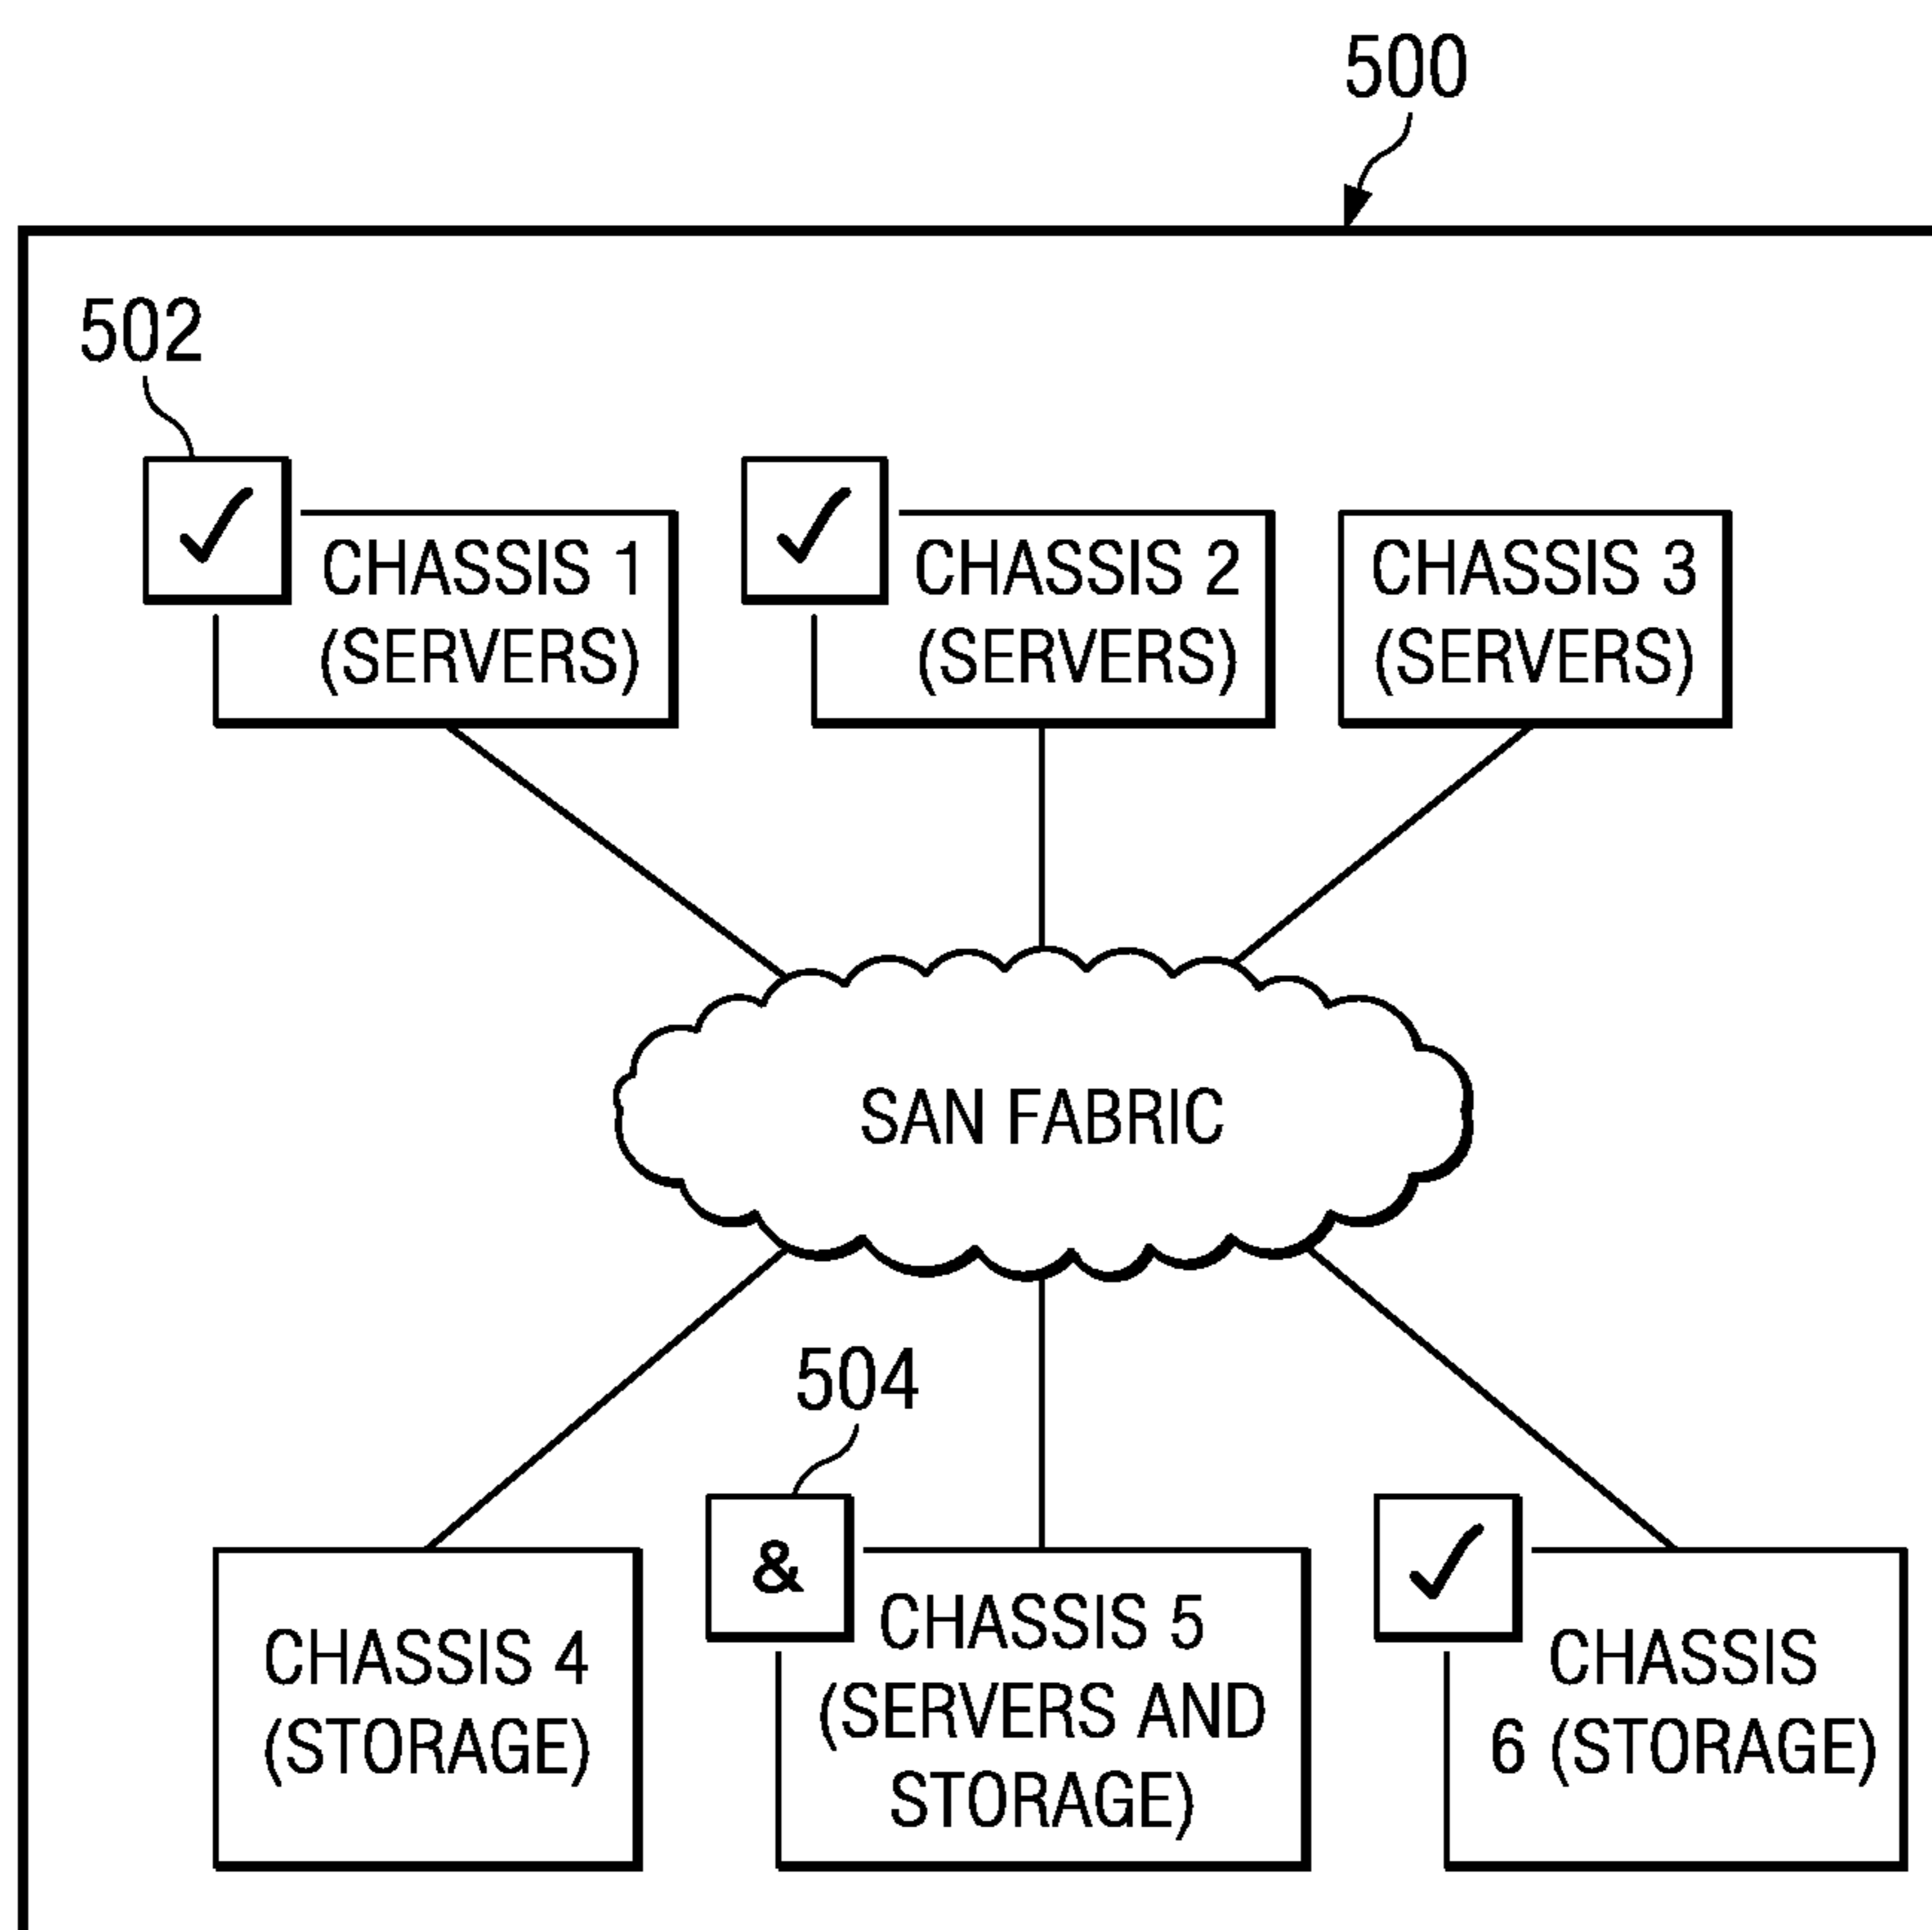 500
502
CHASSIS 1
(SERVERS)
CHASSIS 2
(SERVERS)
CHASSIS 3
(SERVERS)
SAN FABRIC
504
CHASSIS 4
(STORAGE)
&
CHASSIS 5
(SERVERS AND
STORAGE)
CHASSIS
6 (STORAGE)